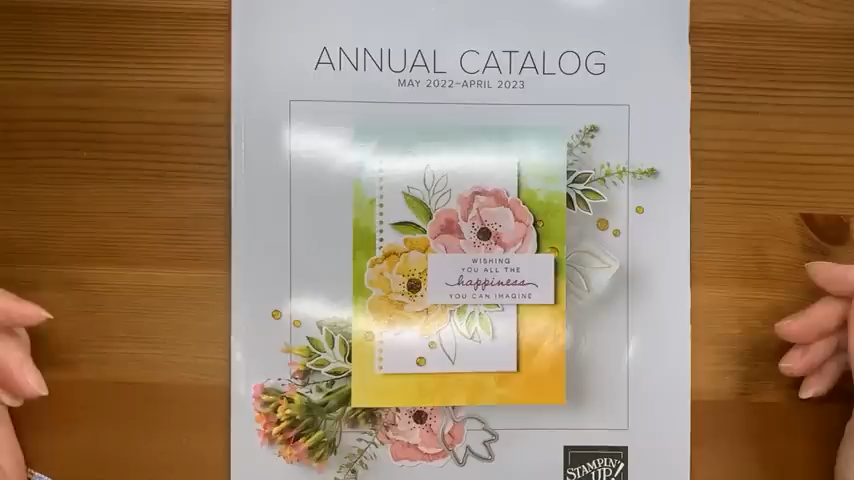 ANNUAL CATALOG
MAY 2022–APRIL 2023
WISHING
YOU ALL THE
happiness
YOU CAN IMAGINE
STAMPIN'
UP!